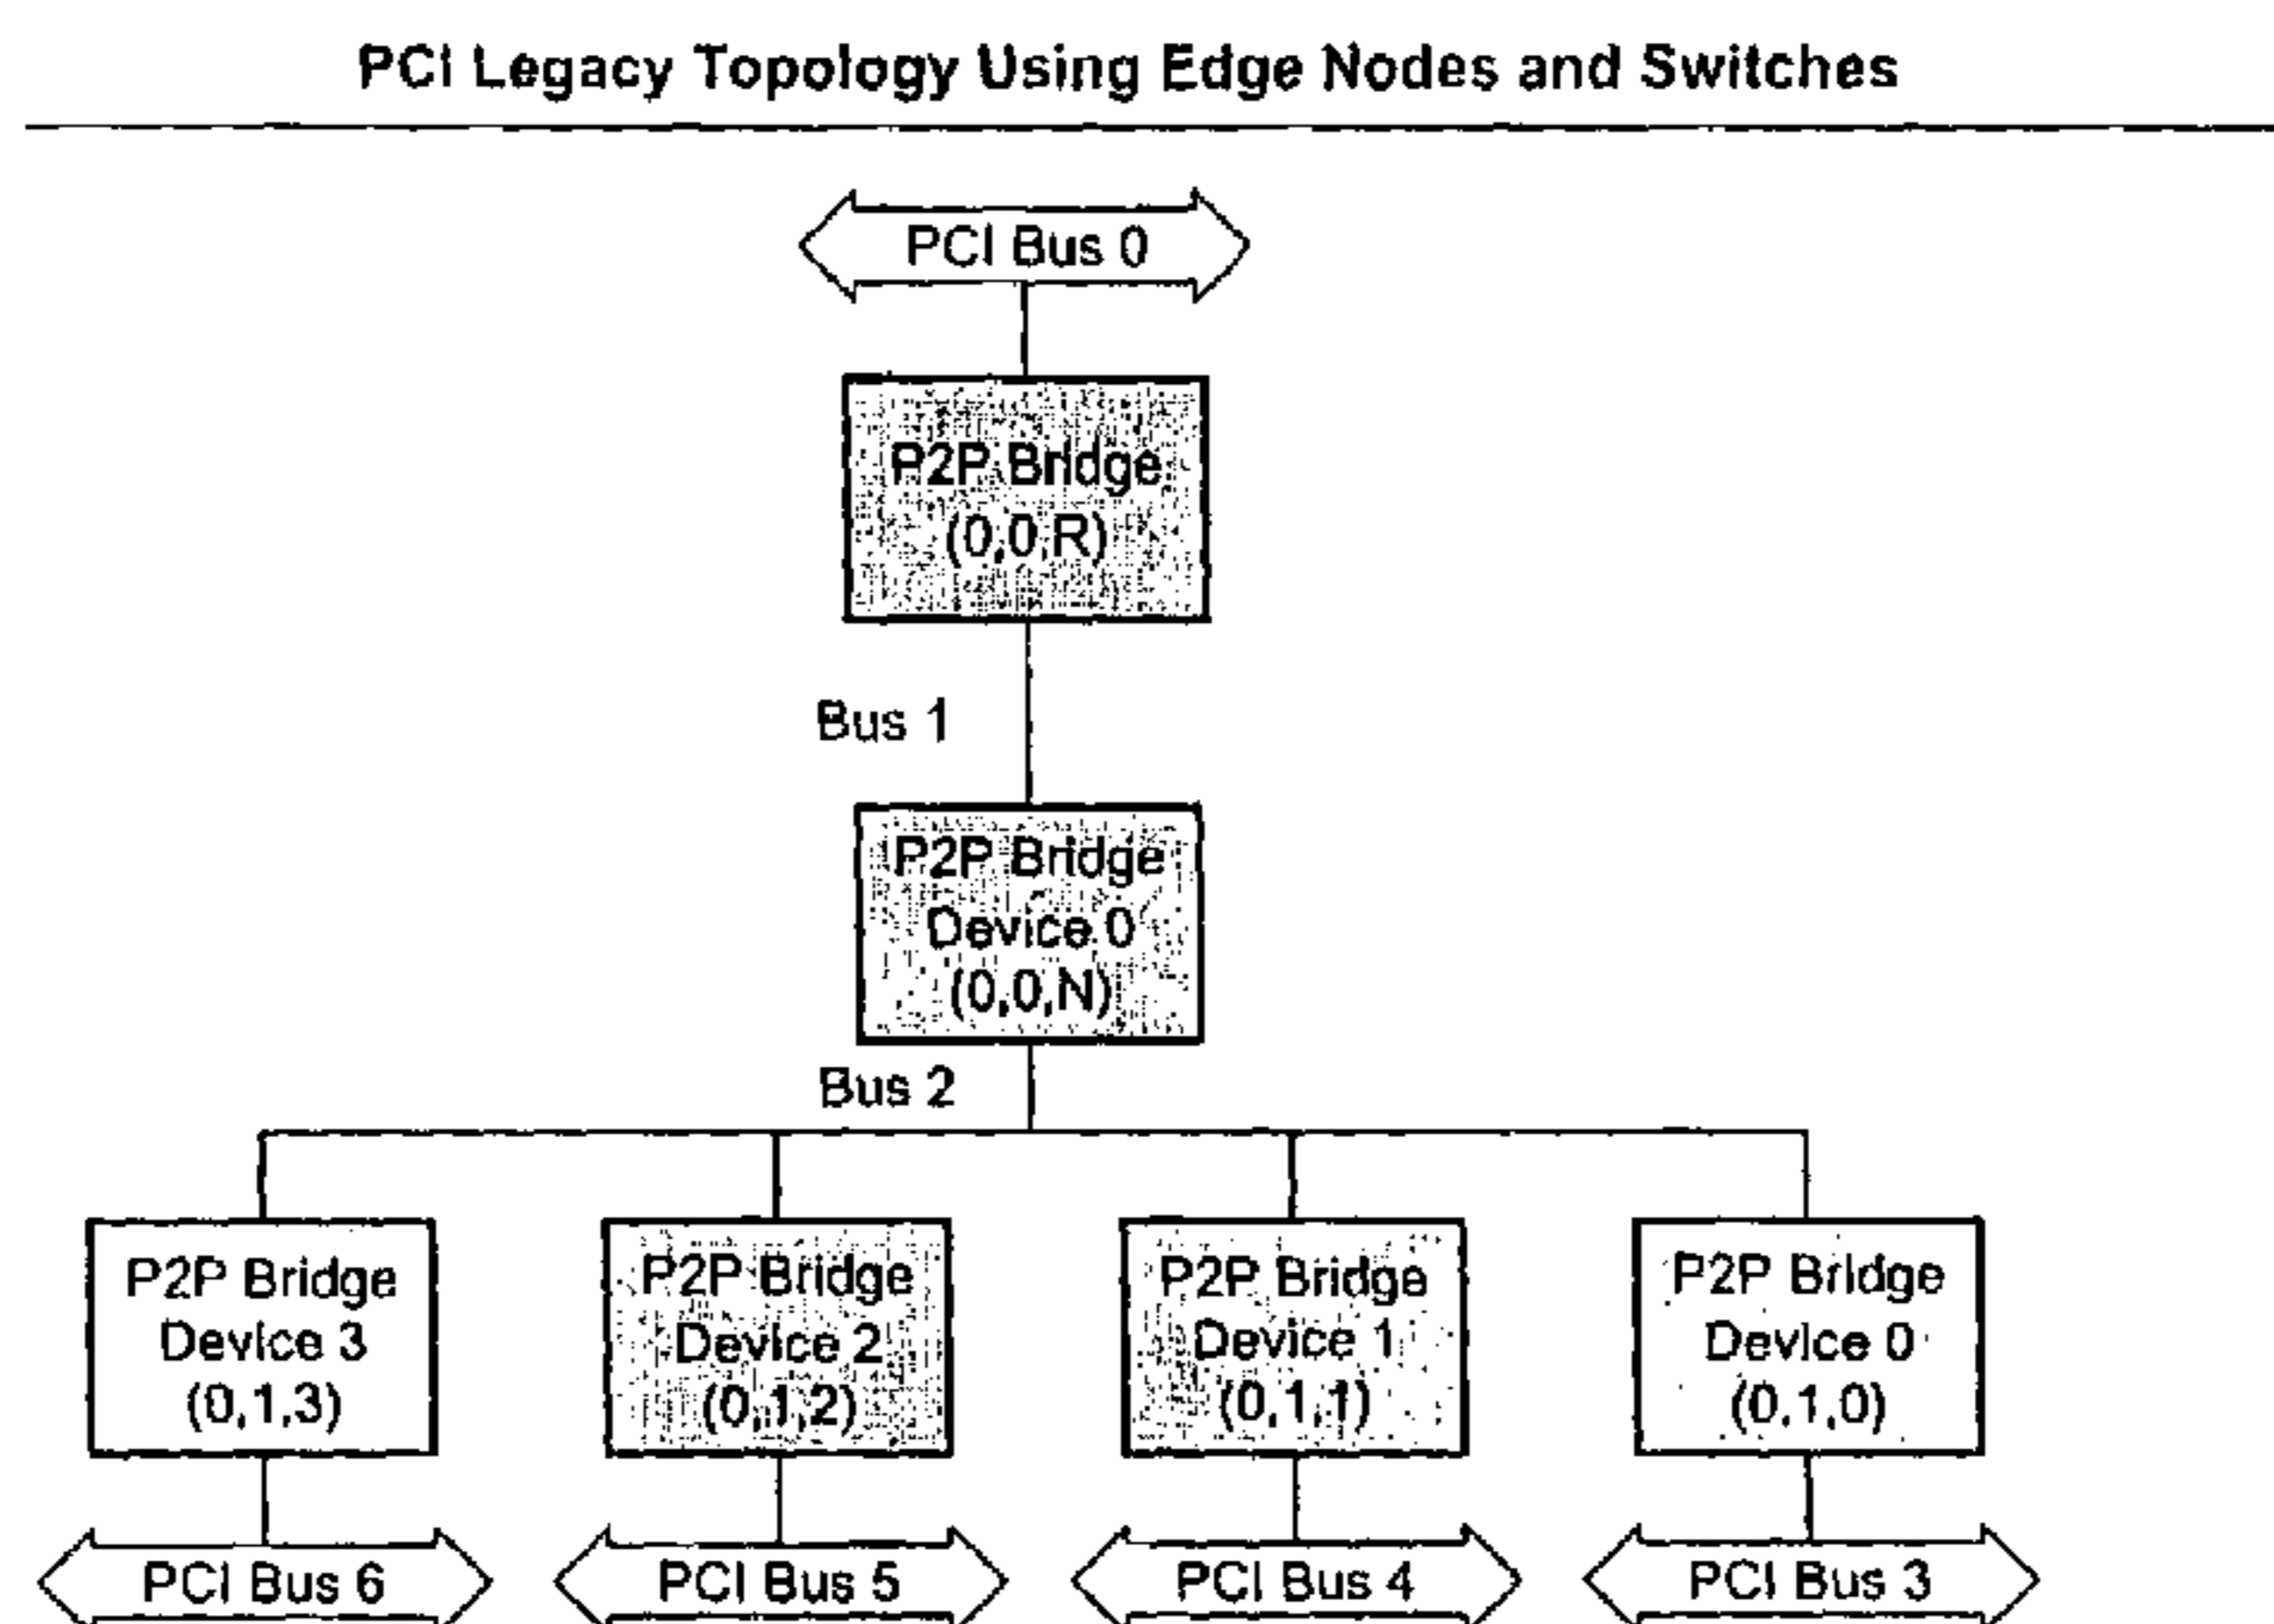 PCI Legacy Topology Using Edge Nodes and Switches
PCI Bus 0
P2P Bridge
(0,0,R)
Bus 1
P2P Bridge
Device 0
(0,0,N)
Bus 2
P2P Bridge
Device 3
(0,1,3)
P2P Bridge
Device 2
(0,1,2)
P2P Bridge
Device 1
(0,1,1)
P2P Bridge
Device 0
(0,1,0)
PCI Bus 6
PCI Bus 5
PCI Bus 4
PCI Bus 3